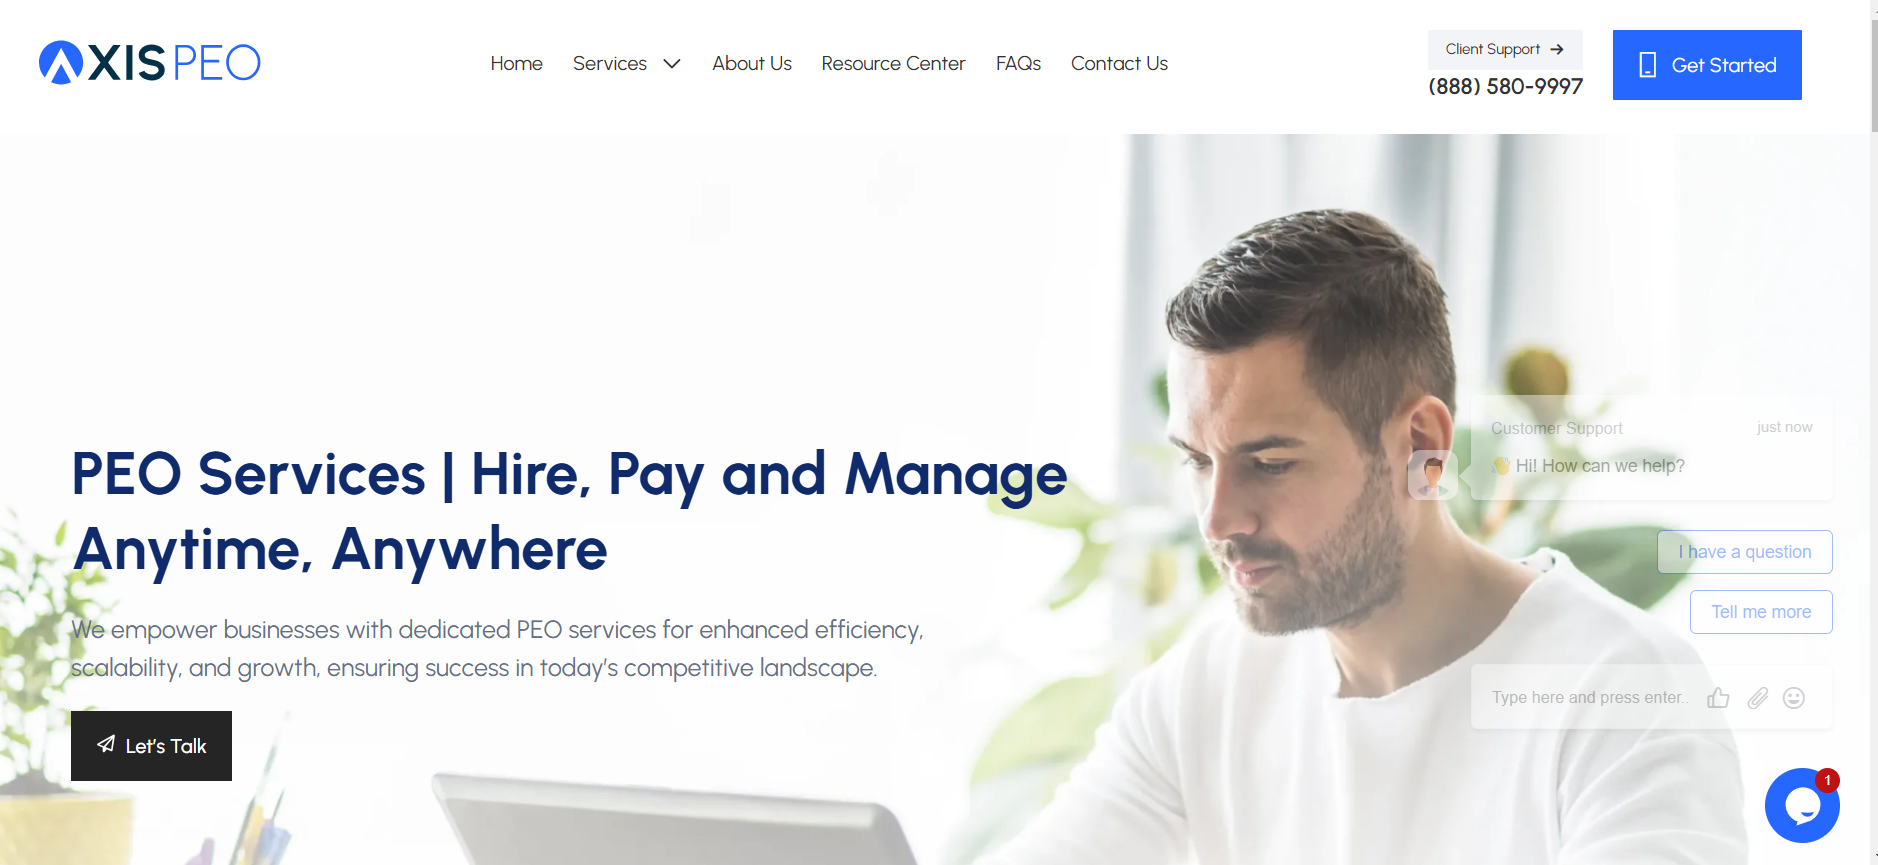 AXIS PEO
Home
Services
About Us
Resource Center
FAQs
Contact Us
Client Support
(888) 580-9997
Get Started
PEO Services | Hire, Pay and Manage
Anytime, Anywhere
We empower businesses with dedicated PEO services for enhanced efficiency,
scalability, and growth, ensuring success in today's competitive landscape.
Let's Talk
Customer Support
just now
👋 Hi! How can we help?
I have a question
Tell me more
Type here and press enter..
1